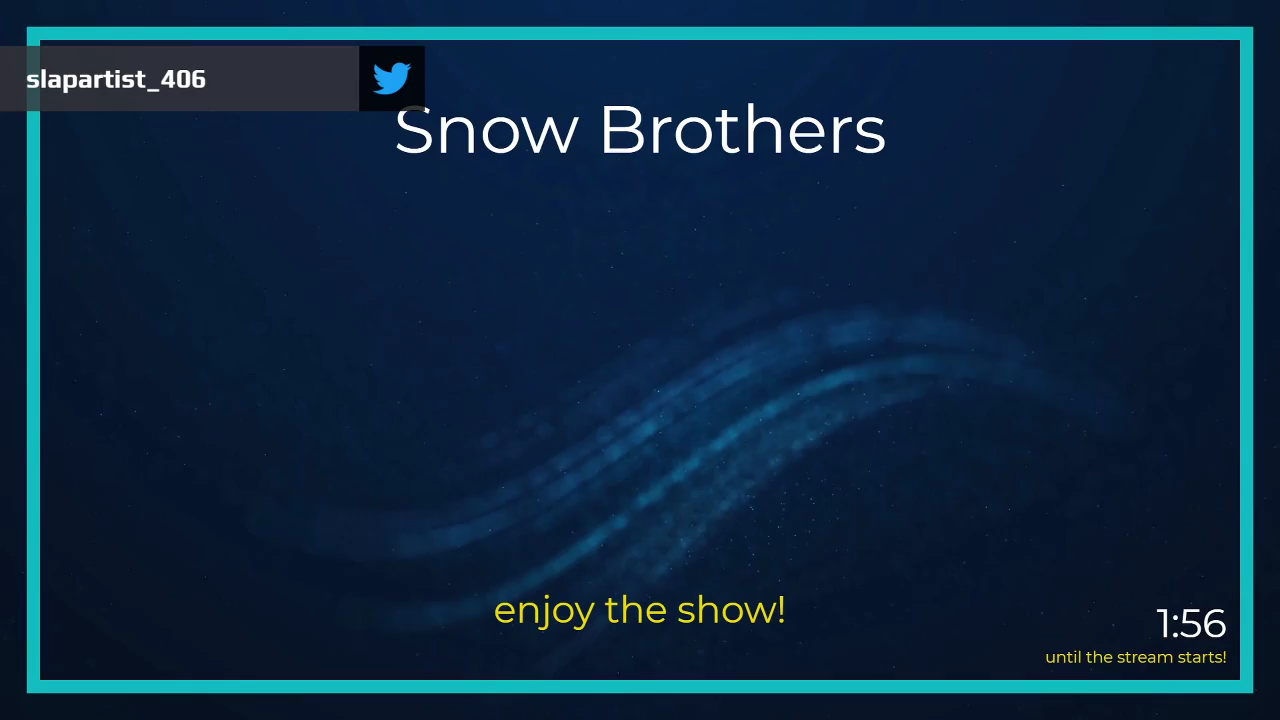 slapartist_406
Snow Brothers
enjoy the show!
1:56
until the stream starts!